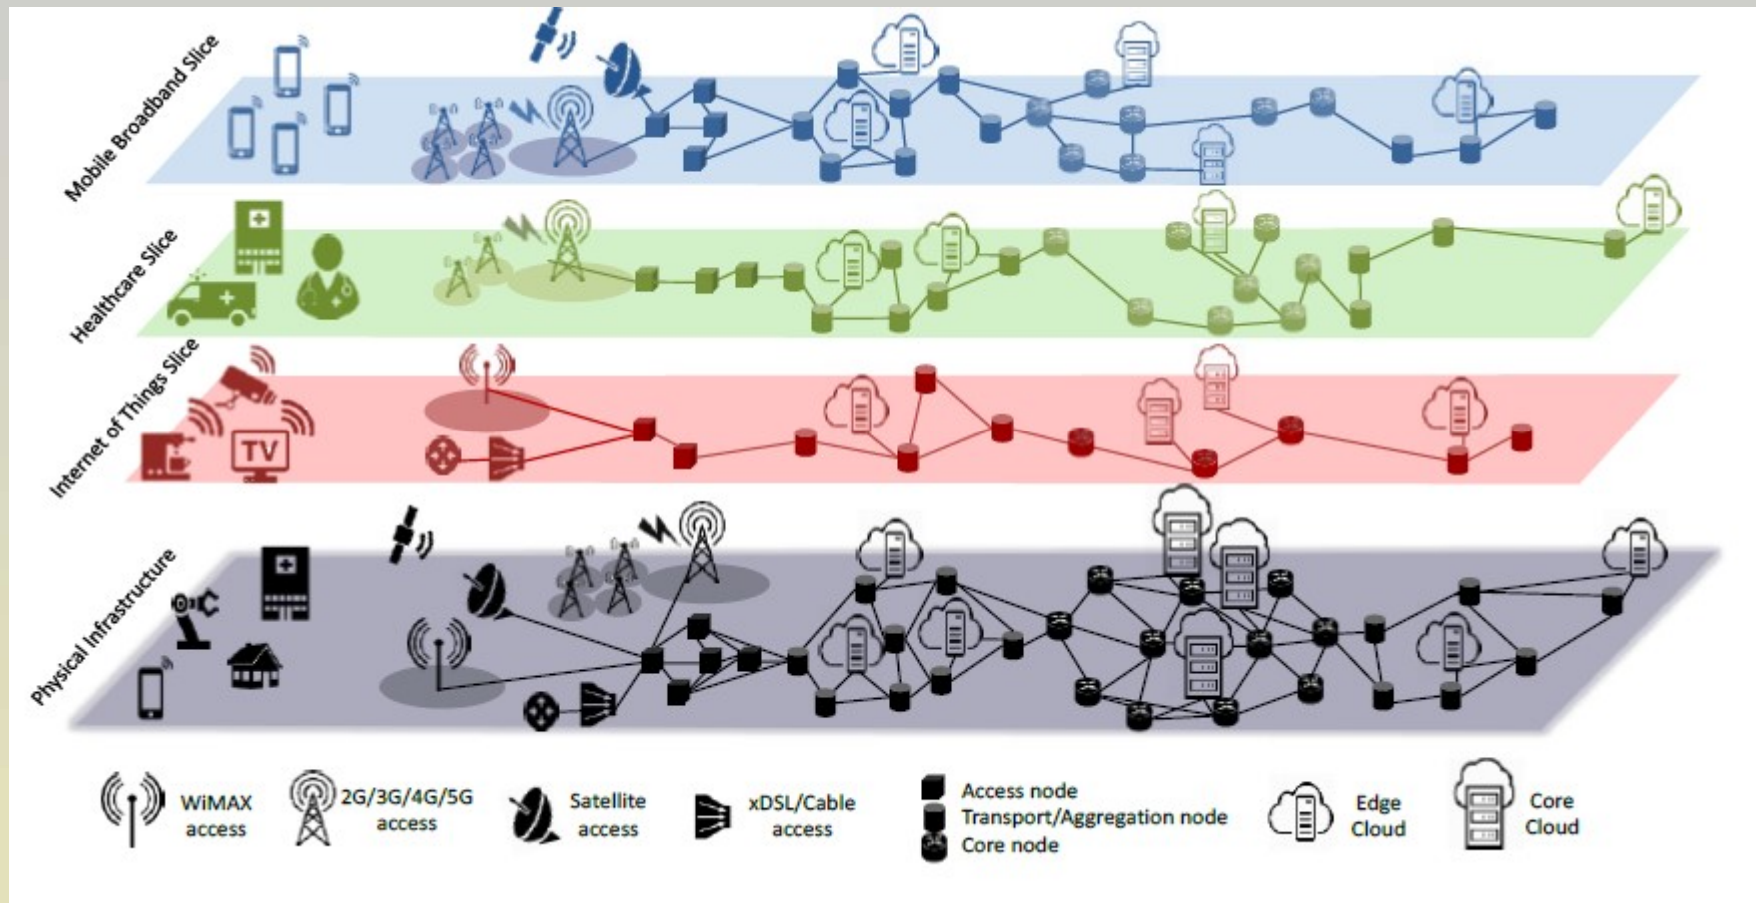 Mobile Broadband Slice
Healthcare Slice
Internet of Things Slice
TV
Physical Infrastructure
WiMAX
access
2G/3G/4G/5G
access
Satellite
access
xDSL/Cable
access
Access node
Transport/Aggregation node
Core node
Edge
Cloud
Core
Cloud